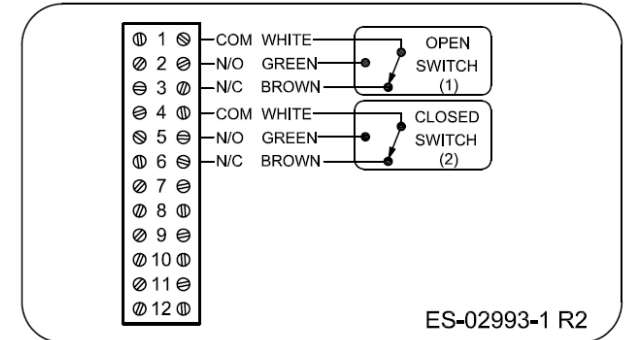 1 COM WHITE OPEN
2 N/O GREEN SWITCH
3 N/C BROWN (1)
4 COM WHITE CLOSED
5 N/O GREEN SWITCH
6 N/C BROWN (2)
7
8
9
10
11
12
ES-02993-1 R2